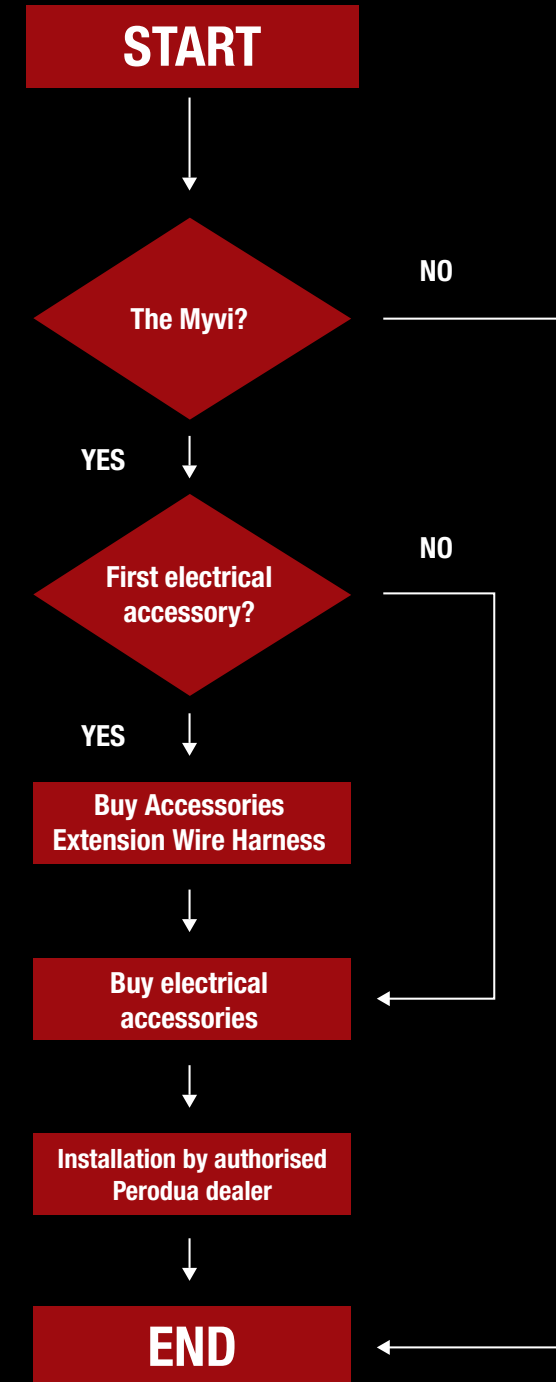 START
The Myvi?
NO
YES
First electrical
accessory?
NO
YES
Buy Accessories
Extension Wire Harness
Buy electrical
accessories
Installation by authorised
Perodua dealer
END